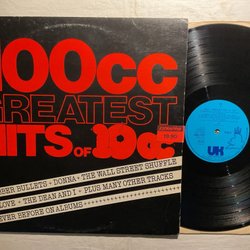 100cc
GREATEST
HITS OF 10cc
BER BULLETS • DONNA • THE WALL STREET SHUFFLE
LOVE • THE DEAN AND I • PLUS MANY OTHER TRACKS
EVER BEFORE ON ALBUMS
UK